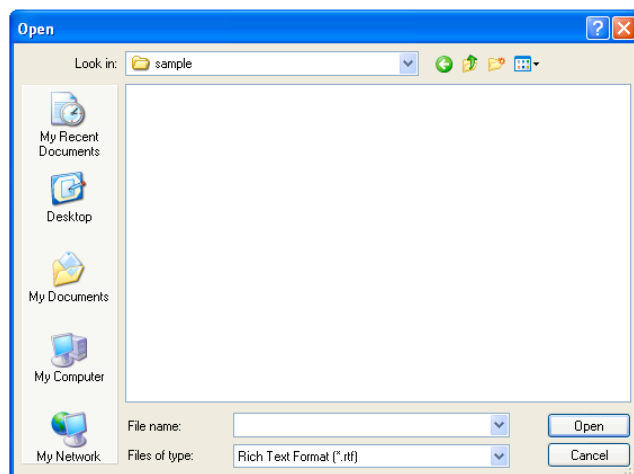 Open
Look in: sample
My Recent
Documents
Desktop
My Documents
My Computer
My Network
File name:
Open
Files of type: Rich Text Format (*.rtf)
Cancel